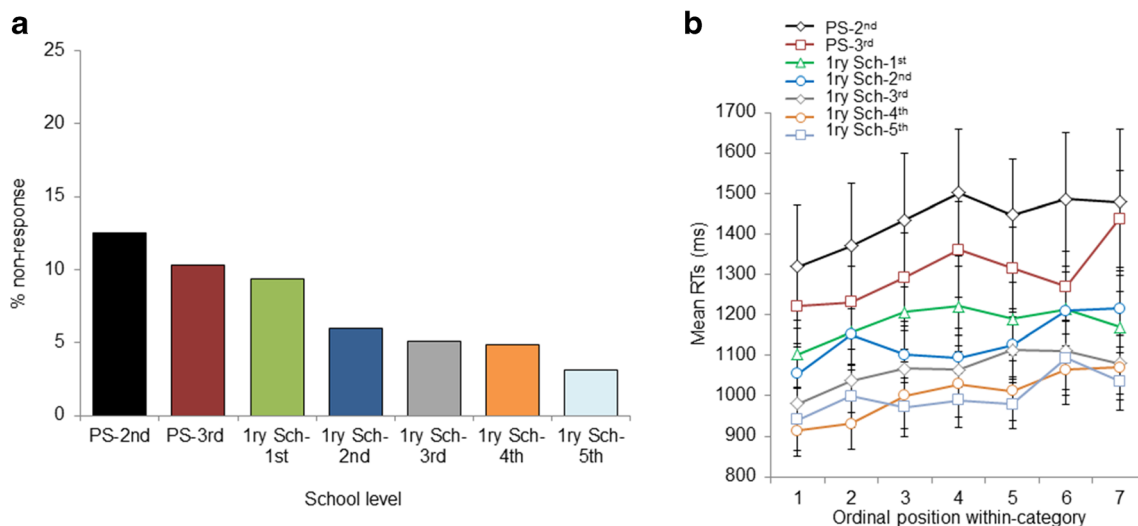 a
25
20
15
10
5
0
% non-response
PS-2nd PS-3rd 1ry Sch-1st 1ry Sch-2nd 1ry Sch-3rd 1ry Sch-4th 1ry Sch-5th
School level
b
PS-2nd
PS-3rd
1ry Sch-1st
1ry Sch-2nd
1ry Sch-3rd
1ry Sch-4th
1ry Sch-5th
1700
1600
1500
1400
1300
1200
1100
1000
900
800
Mean RTs (ms)
1 2 3 4 5 6 7
Ordinal position within-category